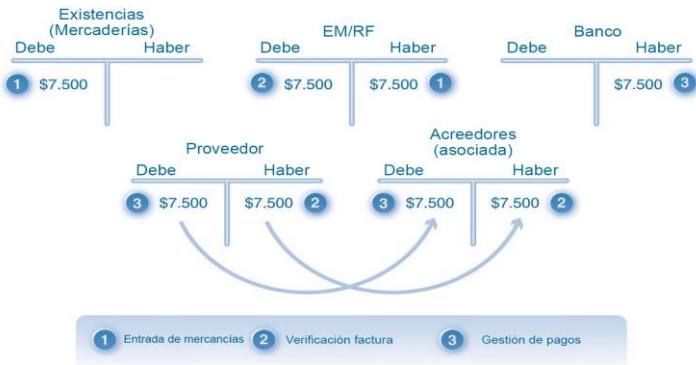 Existencias
(Mercaderías)
Debe Haber
1 $7.500
EM/RF
Debe Haber
2 $7.500 $7.500 1
Banco
Debe Haber
$7.500 3
Proveedor
Debe Haber
3 $7.500 $7.500 2
Acreedores
(asociada)
Debe Haber
3 $7.500 $7.500 2
1 Entrada de mercancías 2 Verificación factura 3 Gestión de pagos